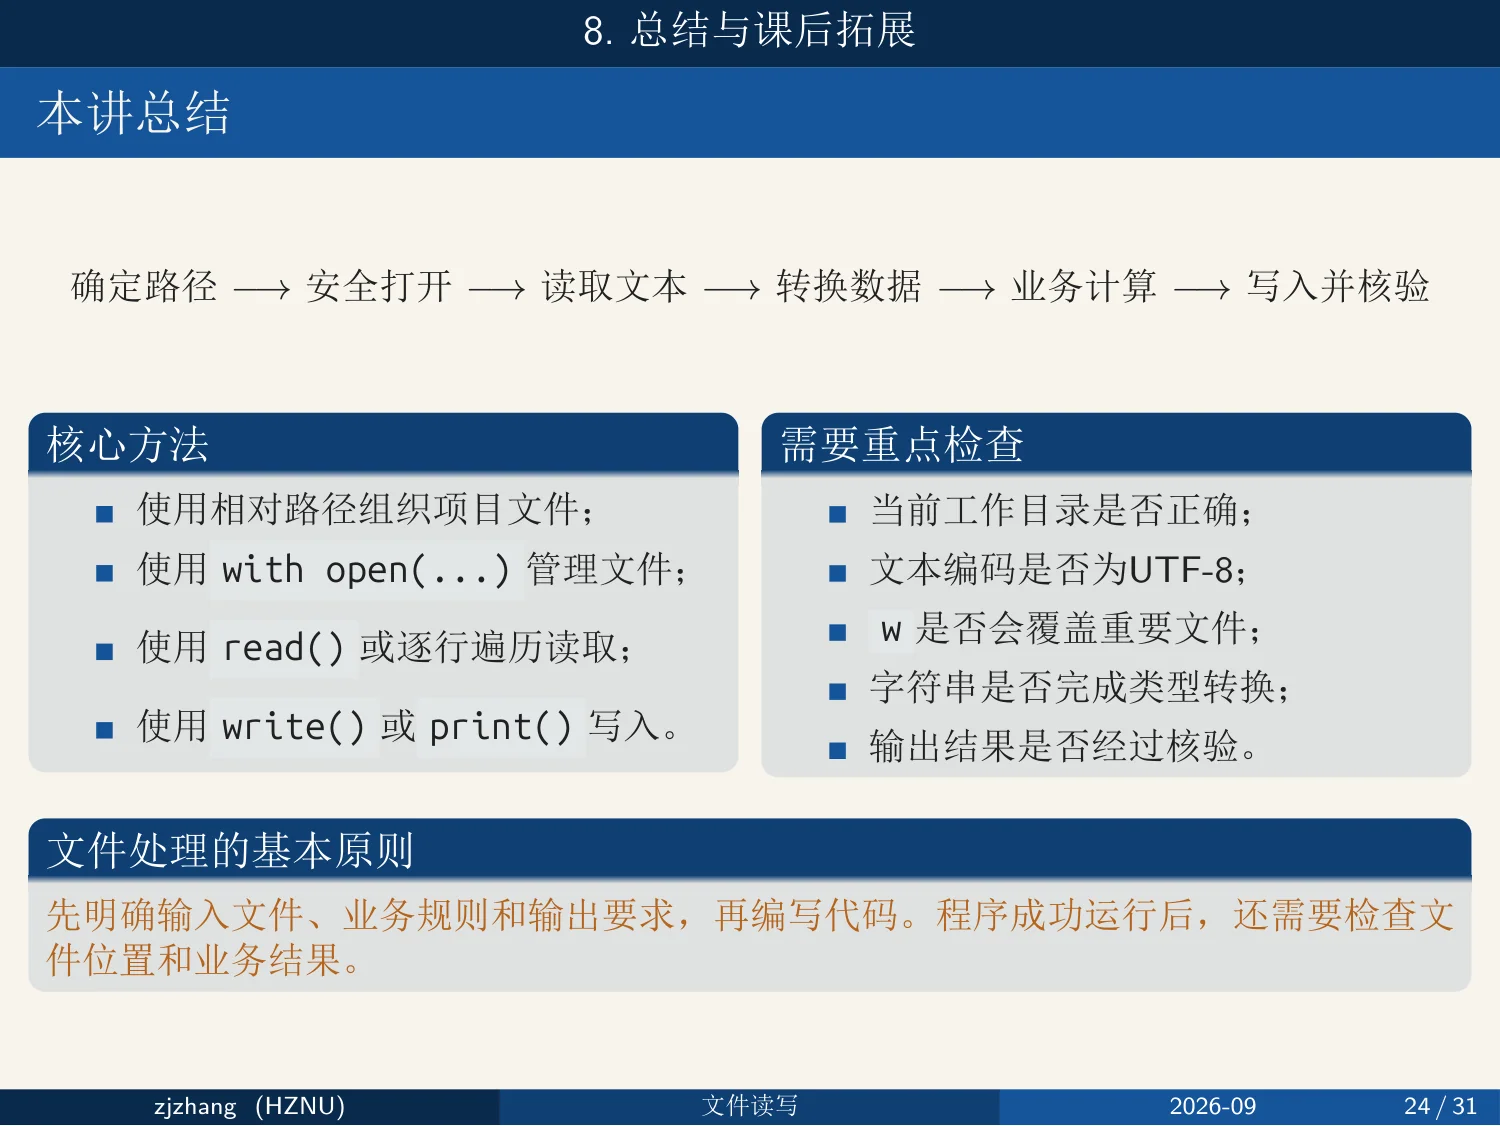 8. 总结与课后拓展
本讲总结
确定路径 ⟶ 安全打开 ⟶ 读取文本 ⟶ 转换数据 ⟶ 业务计算 ⟶ 写入并核验
核心方法
使用相对路径组织项目文件；
使用 with open(...) 管理文件；
使用 read() 或逐行遍历读取；
使用 write() 或 print() 写入。
需要重点检查
当前工作目录是否正确；
文本编码是否为UTF-8；
w 是否会覆盖重要文件；
字符串是否完成类型转换；
输出结果是否经过核验。
文件处理的基本原则
先明确输入文件、业务规则和输出要求，再编写代码。程序成功运行后，还需要检查文
件位置和业务结果。
zjzhang (HZNU) 文件读写 2026-09 24 / 31